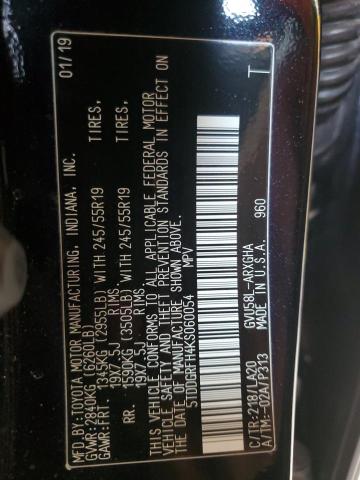 MFD.BY:TOYOTA MOTOR MANUFACTURING, INDIANA, INC. 01/19
GVWR:2840KG (6260LB)
GAWR:FRT. 1345KG (2955LB) WITH 245/55R19 TIRES,
19X7.5J RIMS,
RR. 1590KG (3505LB) WITH 245/55R19 TIRES,
19X7.5J RIMS,
THIS VEHICLE CONFORMS TO ALL APPLICABLE FEDERAL MOTOR
VEHICLE SAFETY AND THEFT PREVENTION STANDARDS IN EFFECT ON
THE DATE OF MANUFACTURE SHOWN ABOVE.
5TDDGRFH4KS060054 MPV
C/TR:218/LA20 GVU58L-ARXGHA T
A/TM:-02A/P313 MADE IN U.S.A. 960